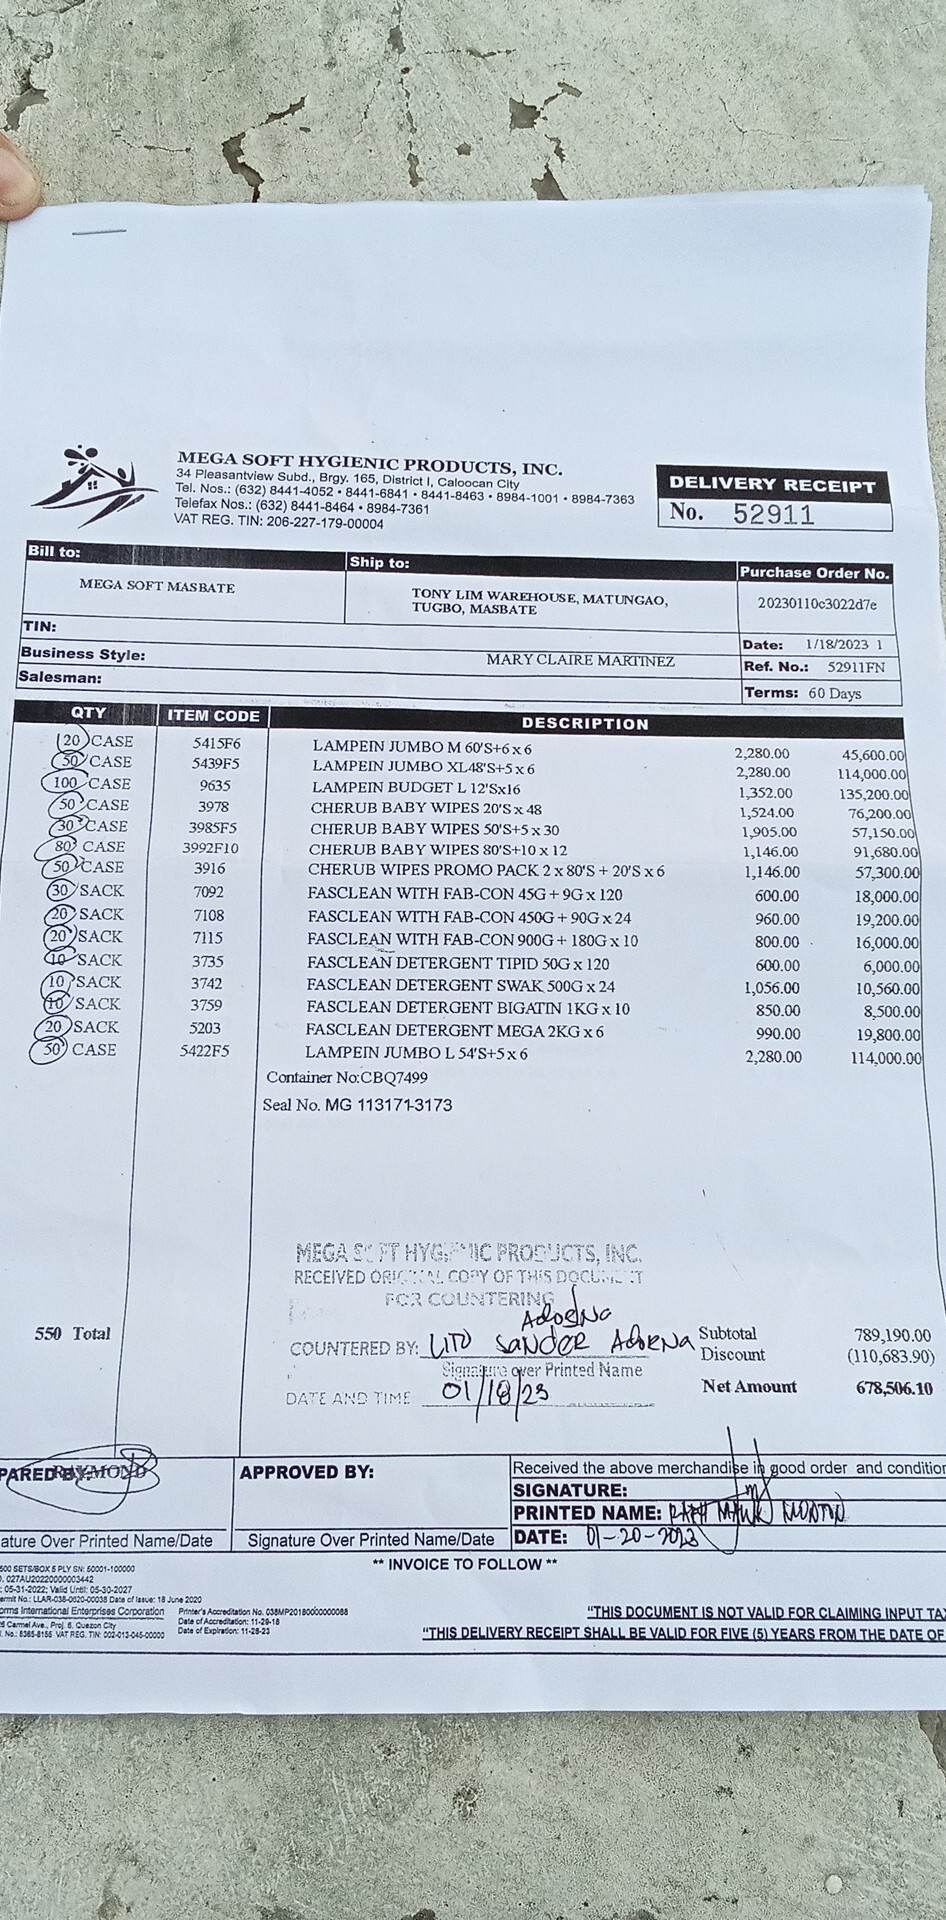 MEGA SOFT HYGIENIC PRODUCTS, INC.
34 Pleasantview Subd., Brgy. 165, District I, Caloocan City
Tel. Nos.: (632) 8441-4052 • 8441-6841 • 8441-8463 • 8984-1001 • 8984-7363
Telefax Nos.: (632) 8441-8464 • 8984-7361
VAT REG. TIN: 206-227-179-00004
DELIVERY RECEIPT
No. 52911
Bill to: Ship to: Purchase Order No.
MEGA SOFT MASBATE
TONY LIM WAREHOUSE, MATUNGAO,
TUGBO, MASBATE
20230110c3022d7e
TIN:
Date: 1/18/2023 1
Business Style: MARY CLAIRE MARTINEZ
Ref. No.: 52911FN
Salesman:
Terms: 60 Days
QTY ITEM CODE DESCRIPTION
20 CASE 5415F6 LAMPEIN JUMBO M 60'S+6 x 6 2,280.00 45,600.00
50 CASE 5439F5 LAMPEIN JUMBO XL48'S+5 x 6 2,280.00 114,000.00
100 CASE 9635 LAMPEIN BUDGET L 12'Sx16 1,352.00 135,200.00
50 CASE 3978 CHERUB BABY WIPES 20'S x 48 1,524.00 76,200.00
30 CASE 3985F5 CHERUB BABY WIPES 50'S+5 x 30 1,905.00 57,150.00
80 CASE 3992F10 CHERUB BABY WIPES 80'S+10 x 12 1,146.00 91,680.00
50 CASE 3916 CHERUB WIPES PROMO PACK 2 x 80'S + 20'S x 6 1,146.00 57,300.00
30 SACK 7092 FASCLEAN WITH FAB-CON 45G + 9G x 120 600.00 18,000.00
20 SACK 7108 FASCLEAN WITH FAB-CON 450G + 90G x 24 960.00 19,200.00
20 SACK 7115 FASCLEAN WITH FAB-CON 900G + 180G x 10 800.00 16,000.00
10 SACK 3735 FASCLEAN DETERGENT TIPID 50G x 120 600.00 6,000.00
10 SACK 3742 FASCLEAN DETERGENT SWAK 500G x 24 1,056.00 10,560.00
10 SACK 3759 FASCLEAN DETERGENT BIGATIN 1KG x 10 850.00 8,500.00
20 SACK 5203 FASCLEAN DETERGENT MEGA 2KG x 6 990.00 19,800.00
50 CASE 5422F5 LAMPEIN JUMBO L 54'S+5 x 6 2,280.00 114,000.00
Container No:CBQ7499
Seal No. MG 113171-3173
MEGA SOFT HYGIENIC PRODUCTS, INC.
RECEIVED ORIGINAL COPY OF THIS DOCUMENT
FOR COUNTERING
550 Total
COUNTERED BY: LITO SANDER ADORNA
Signature over Printed Name
DATE AND TIME 01/18/23
Subtotal 789,190.00
Discount (110,683.90)
Net Amount 678,506.10
PARED BY: RAYMOND
APPROVED BY:
Received the above merchandise in good order and condition
SIGNATURE:
PRINTED NAME:
DATE: 01-20-2023
ature Over Printed Name/Date
Signature Over Printed Name/Date
** INVOICE TO FOLLOW **
500 SETS/BOX 5 PLY SN: 50001-100000
. 027AU20220000003442
: 05-31-2022; Valid Until: 05-30-2027
ermit No.: LLAR-038-0620-00038 Date of Issue: 18 June 2020
orms International Enterprises Corporation
Carmel Ave., Proj. 6, Quezon City
. No.: 8365-8156 VAT REG. TIN: 002-013-045-00000
Printer's Accreditation No. 038MP20180000000088
Date of Accreditation: 11-29-18
Date of Expiration: 11-28-23
"THIS DOCUMENT IS NOT VALID FOR CLAIMING INPUT TA
"THIS DELIVERY RECEIPT SHALL BE VALID FOR FIVE (5) YEARS FROM THE DATE OF